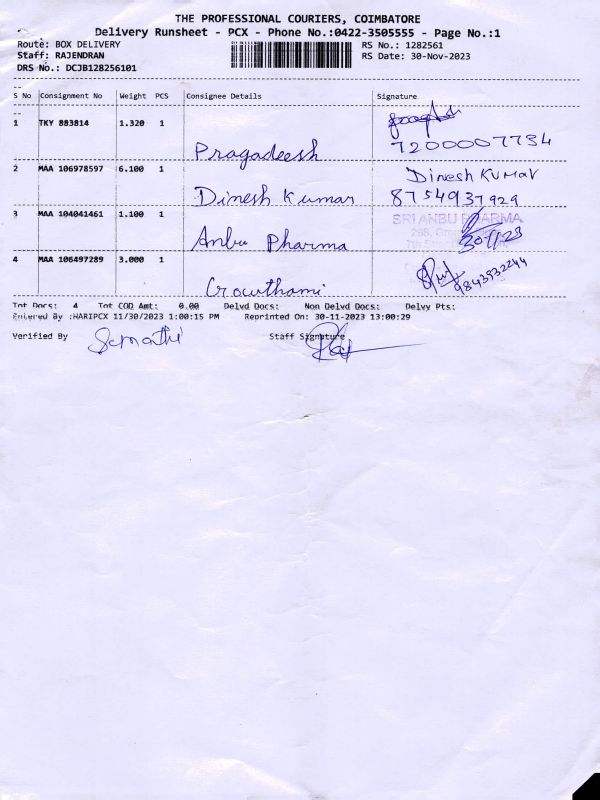 THE PROFESSIONAL COURIERS, COIMBATORE
Delivery Runsheet - PCX - Phone No.:0422-3505555 - Page No.:1
Route: BOX DELIVERY RS No.: 1282561
Staff: RAJENDRAN RS Date: 30-Nov-2023
DRS No.: DCJB128256101
S No Consignment No Weight PCS Consignee Details Signature
1 TKY 883814 1.320 1
Pragadeesh 7200007734
2 MAA 106978597 6.100 1 Dinesh Kumar
Dinesh Kumar 8754937929
3 MAA 104041461 1.100 1 SRI ANBU PHARMA
Anbu Pharma
4 MAA 106497289 3.000 1 9843932244
Gowthami
Tot Docs: 4 Tot COD Amt: 0.00 Delvd Docs: Non Delvd Docs: Delvy Pts:
Entered By :HARIPCX 11/30/2023 1:00:15 PM Reprinted On: 30-11-2023 13:00:29
Verified By Staff Signature